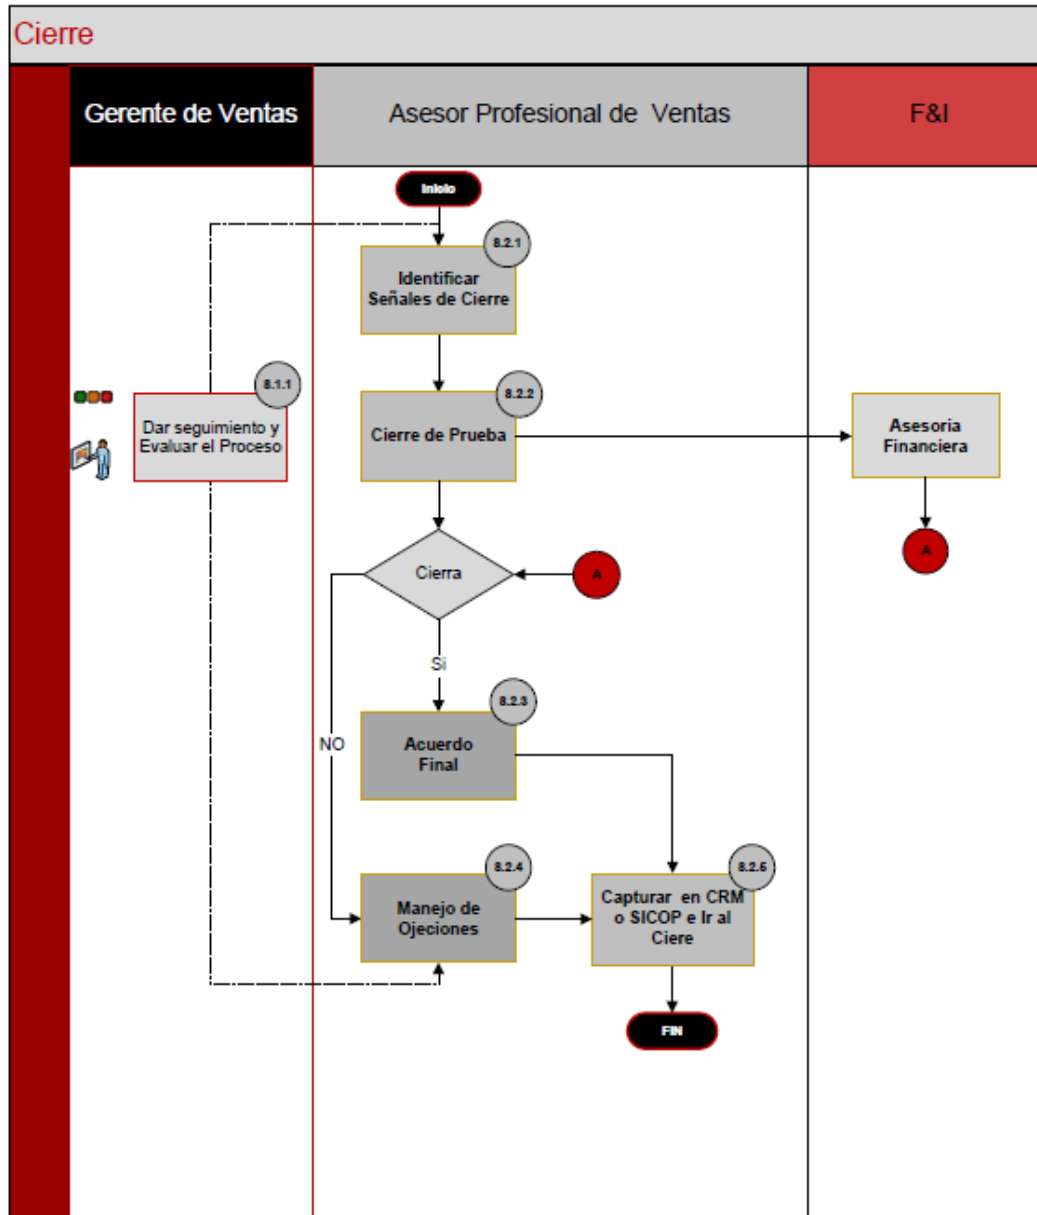 Cierre
Gerente de Ventas
Asesor Profesional de Ventas
F&I
Inicio
8.2.1
Identificar
Señales de Cierre
8.1.1
Dar seguimiento y
Evaluar el Proceso
8.2.2
Cierre de Prueba
Asesoria
Financiera
A
Cierra
A
Si
8.2.3
Acuerdo
Final
NO
8.2.4
Manejo de
Ojeciones
8.2.5
Capturar en CRM
o SICOP e Ir al
Ciere
FIN